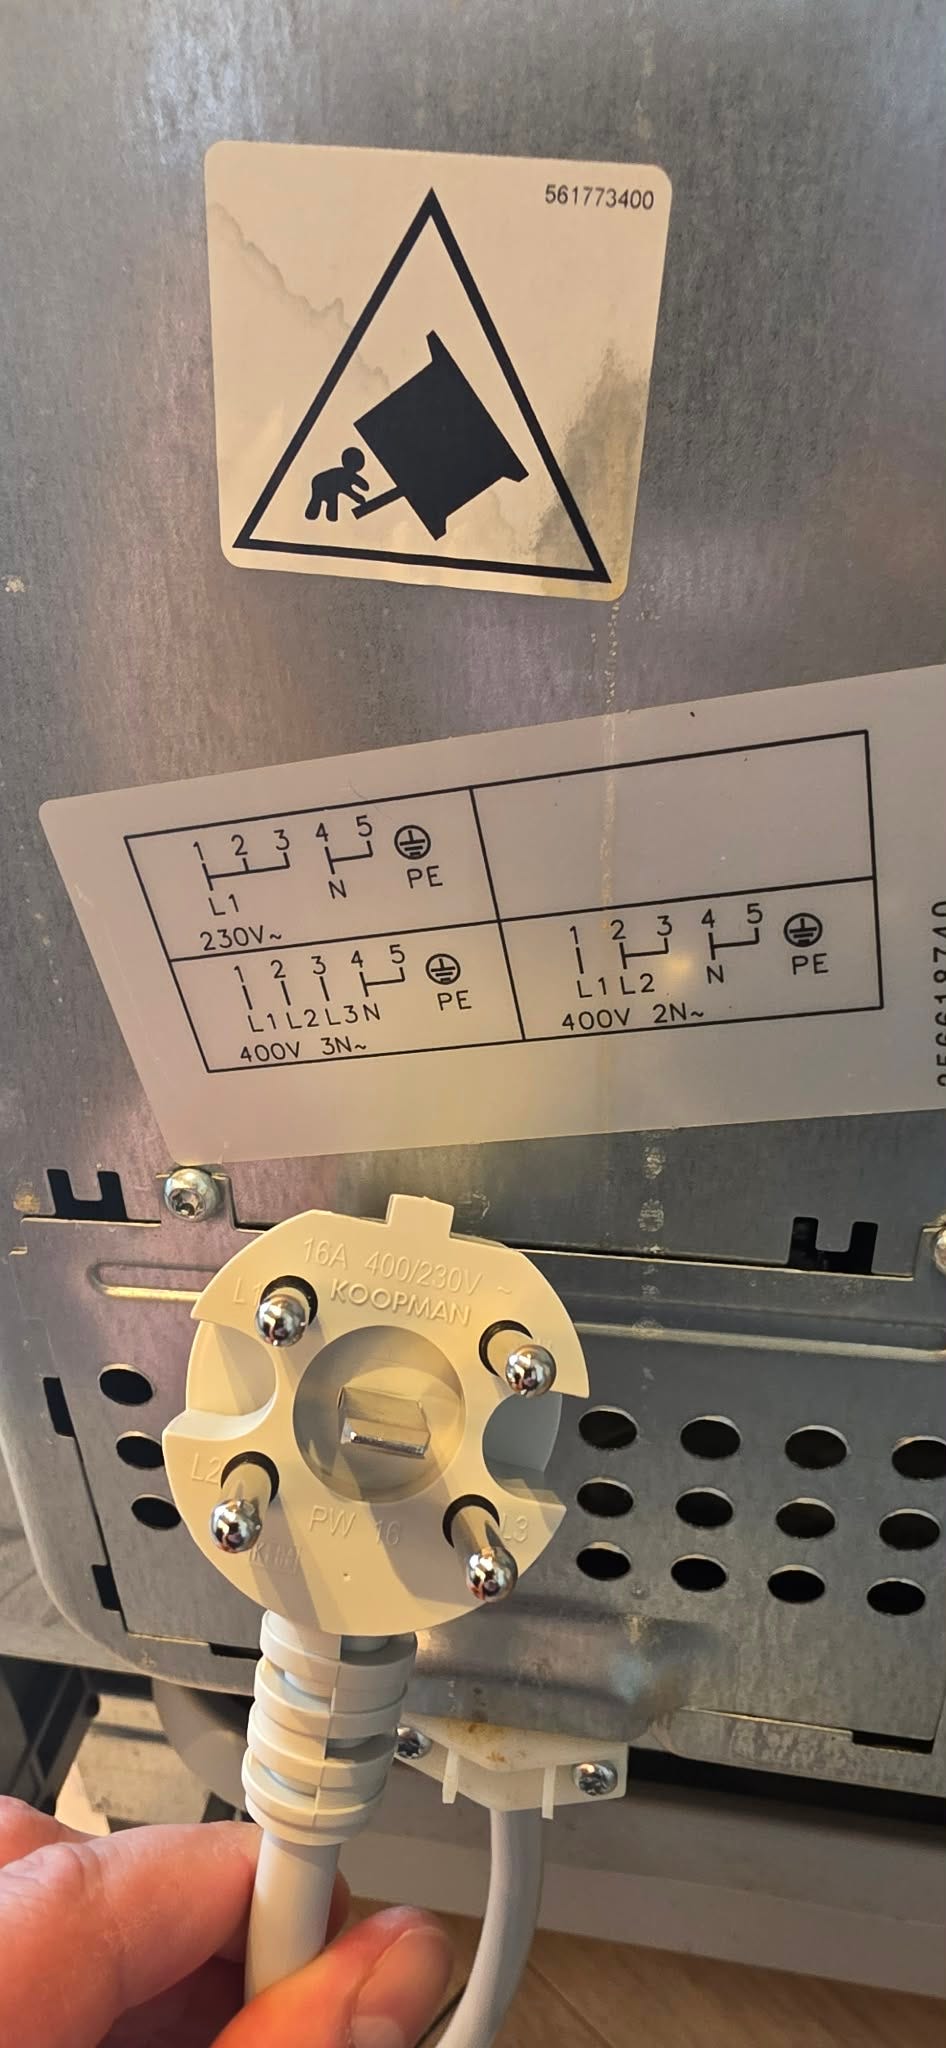 561773400
1 2 3 4 5
L1 N PE
230V~
1 2 3 4 5
L1 L2 L3 N PE
400V 3N~
1 2 3 4 5
L1 L2 N PE
400V 2N~
16A 400/230V ~
KOOPMAN
L1
L2
L3
PW 16